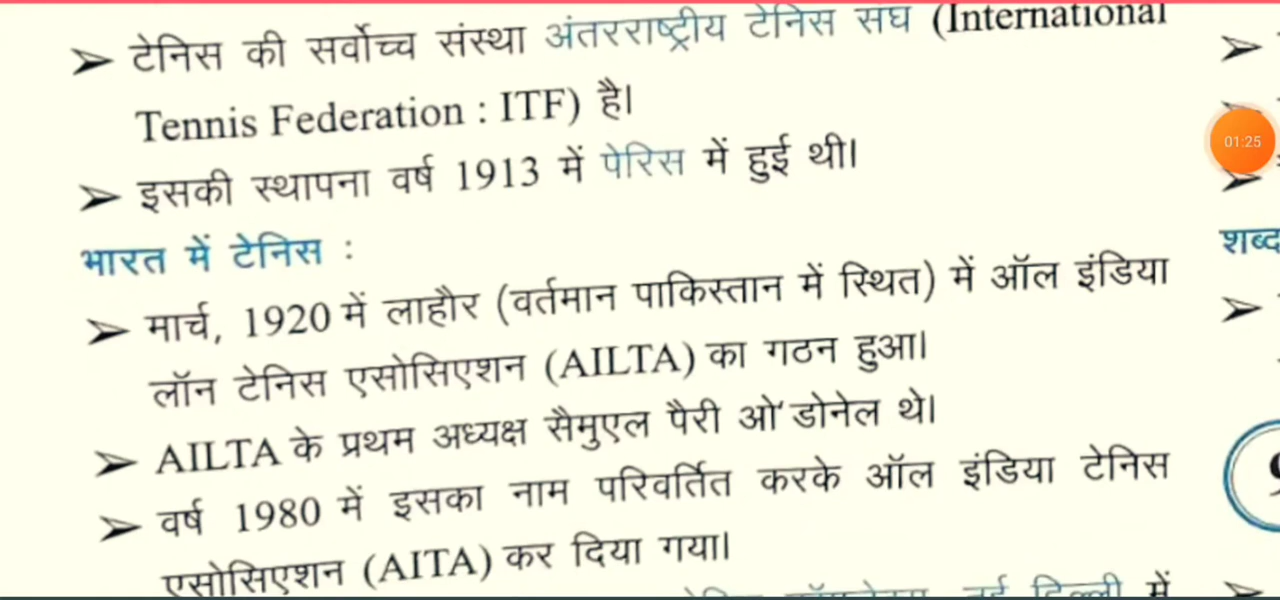 ➢ टेनिस की सर्वोच्च संस्था अंतरराष्ट्रीय टेनिस संघ (International
Tennis Federation : ITF) है।
➢ इसकी स्थापना वर्ष 1913 में पेरिस में हुई थी।
भारत में टेनिस :
➢ मार्च, 1920 में लाहौर (वर्तमान पाकिस्तान में स्थित) में ऑल इंडिया
लॉन टेनिस एसोसिएशन (AILTA) का गठन हुआ।
➢ AILTA के प्रथम अध्यक्ष सैमुएल पैरी ओ'डोनेल थे।
➢ वर्ष 1980 में इसका नाम परिवर्तित करके ऑल इंडिया टेनिस
एसोसिएशन (AITA) कर दिया गया।
नई दिल्ली में
01:25